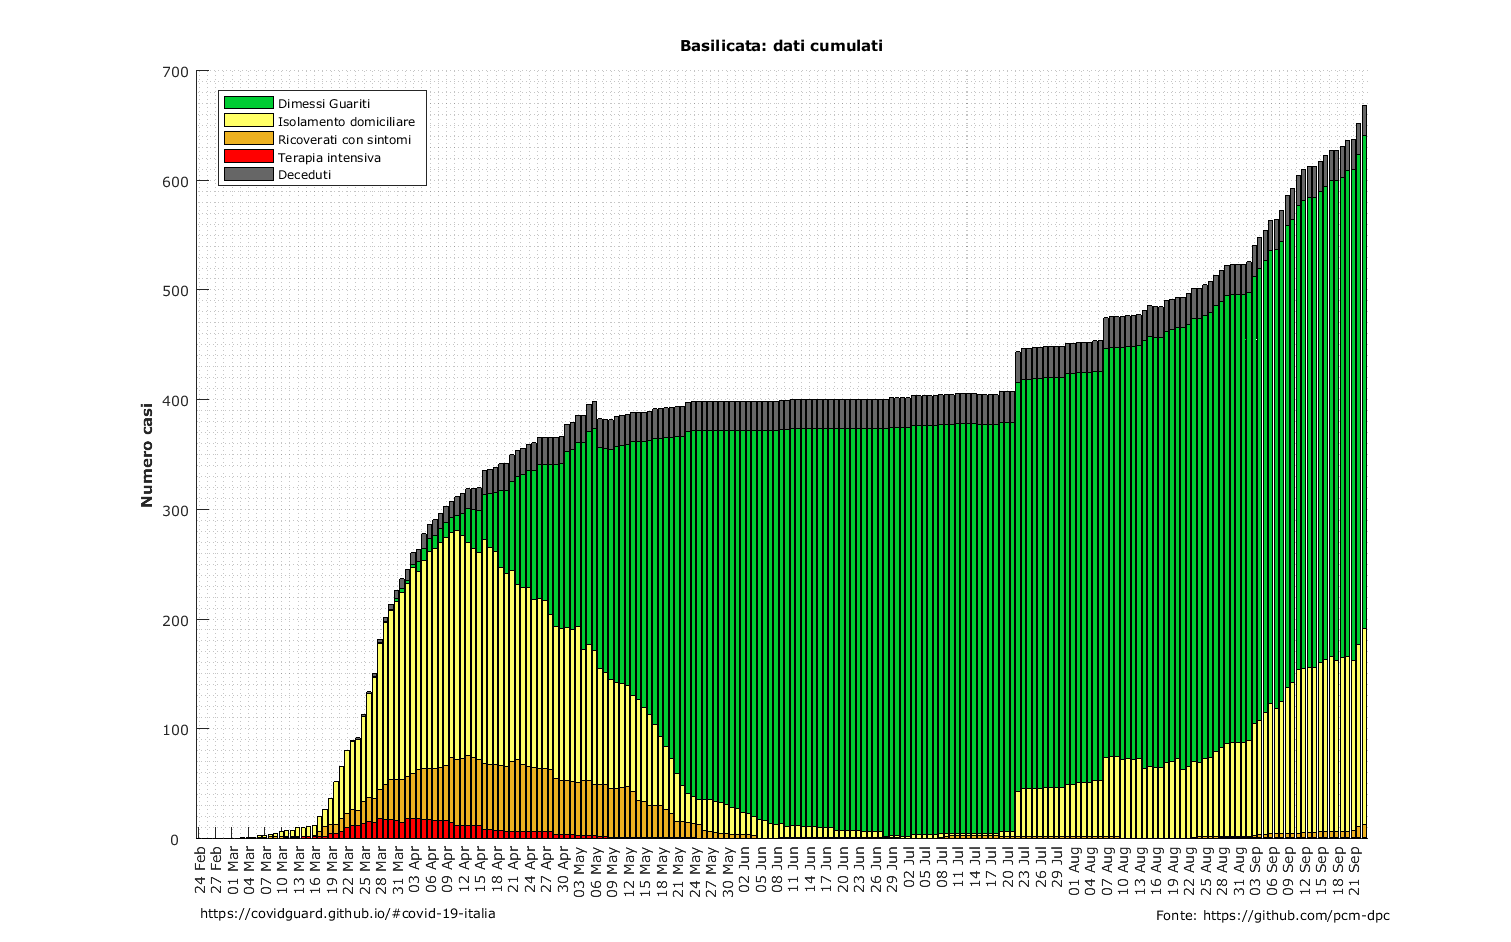 Basilicata: dati cumulati
700
600
500
400
300
200
100
0
Numero casi
Dimessi Guariti
Isolamento domiciliare
Ricoverati con sintomi
Terapia intensiva
Deceduti
24 Feb
27 Feb
01 Mar
04 Mar
07 Mar
10 Mar
13 Mar
16 Mar
19 Mar
22 Mar
25 Mar
28 Mar
31 Mar
03 Apr
06 Apr
09 Apr
12 Apr
15 Apr
18 Apr
21 Apr
24 Apr
27 Apr
30 Apr
03 May
06 May
09 May
12 May
15 May
18 May
21 May
24 May
27 May
30 May
02 Jun
05 Jun
08 Jun
11 Jun
14 Jun
17 Jun
20 Jun
23 Jun
26 Jun
29 Jun
02 Jul
05 Jul
08 Jul
11 Jul
14 Jul
17 Jul
20 Jul
23 Jul
26 Jul
29 Jul
01 Aug
04 Aug
07 Aug
10 Aug
13 Aug
16 Aug
19 Aug
22 Aug
25 Aug
28 Aug
31 Aug
03 Sep
06 Sep
09 Sep
12 Sep
15 Sep
18 Sep
21 Sep
https://covidguard.github.io/#covid-19-italia
Fonte: https://github.com/pcm-dpc